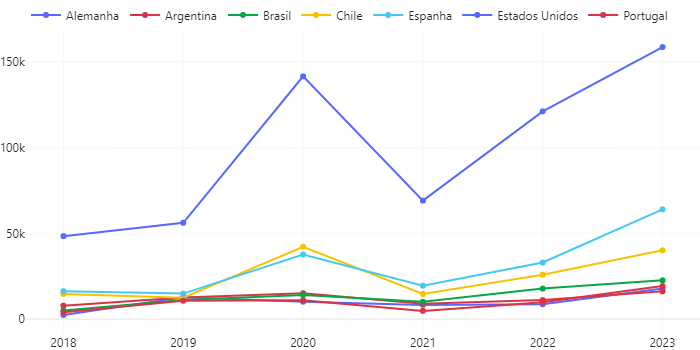 Alemanha Argentina Brasil Chile Espanha Estados Unidos Portugal
150k
100k
50k
0
2018 2019 2020 2021 2022 2023